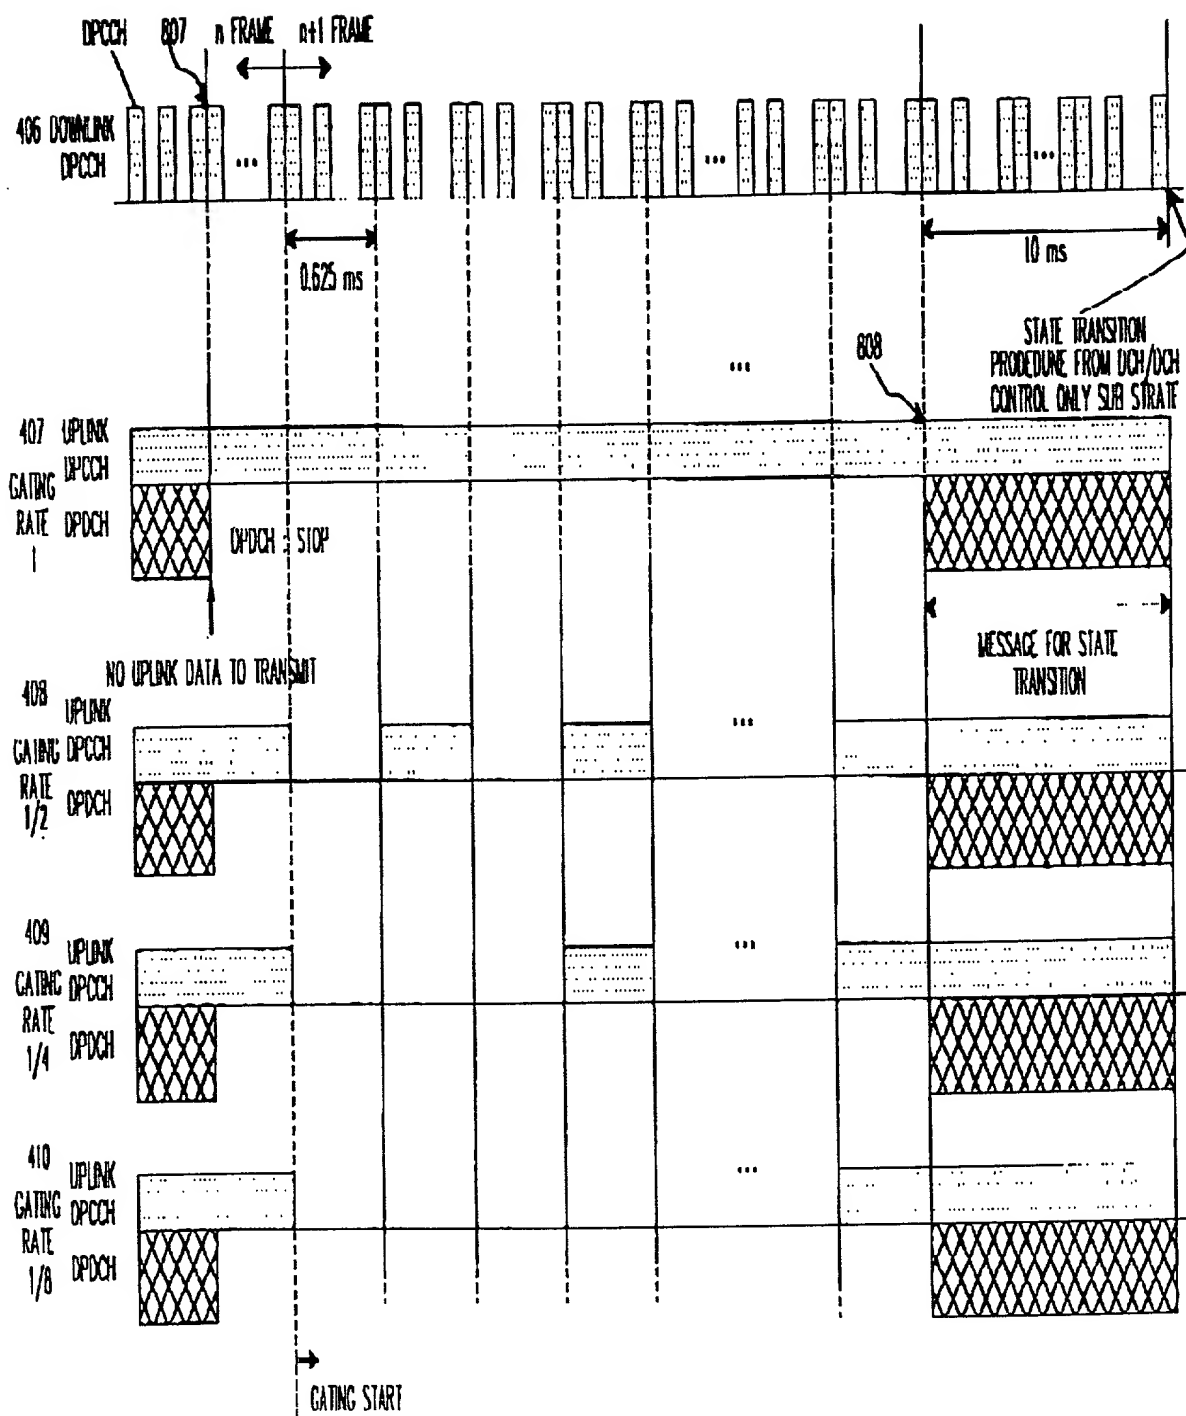 DPCCH 807 n FRAME n+1 FRAME
406 DOWNLINK
DPCCH
...
...
...
0.625 ms
10 ms
STATE TRANSITION
PRODEDUNE FROM DCH/DCH
CONTROL ONLY SUB STRATE
808
...
407 UPLINK
DPCCH
GATING
RATE
1
DPDCH
DPDCH : STOP
NO UPLINK DATA TO TRANSMIT
MESSAGE FOR STATE
TRANSITION
408
UPLINK
DPCCH
GATING
RATE
1/2
DPDCH
...
409
UPLINK
DPCCH
GATING
RATE
1/4
DPDCH
...
410
UPLINK
DPCCH
GATING
RATE
1/8
DPDCH
...
GATING START